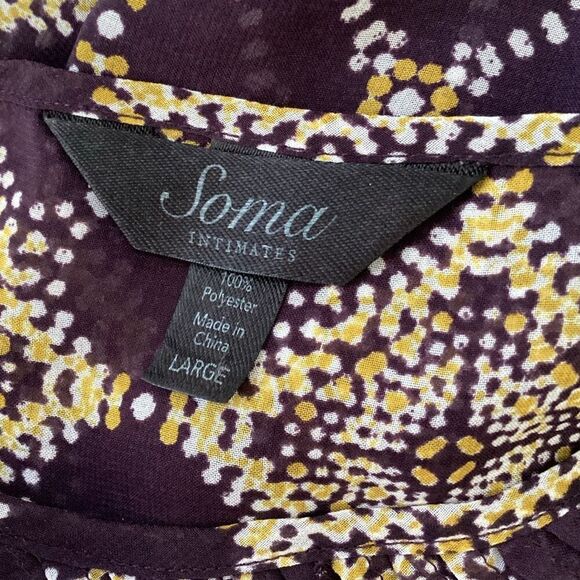 Soma
INTIMATES
100%
Polyester
Made in
China
LARGE